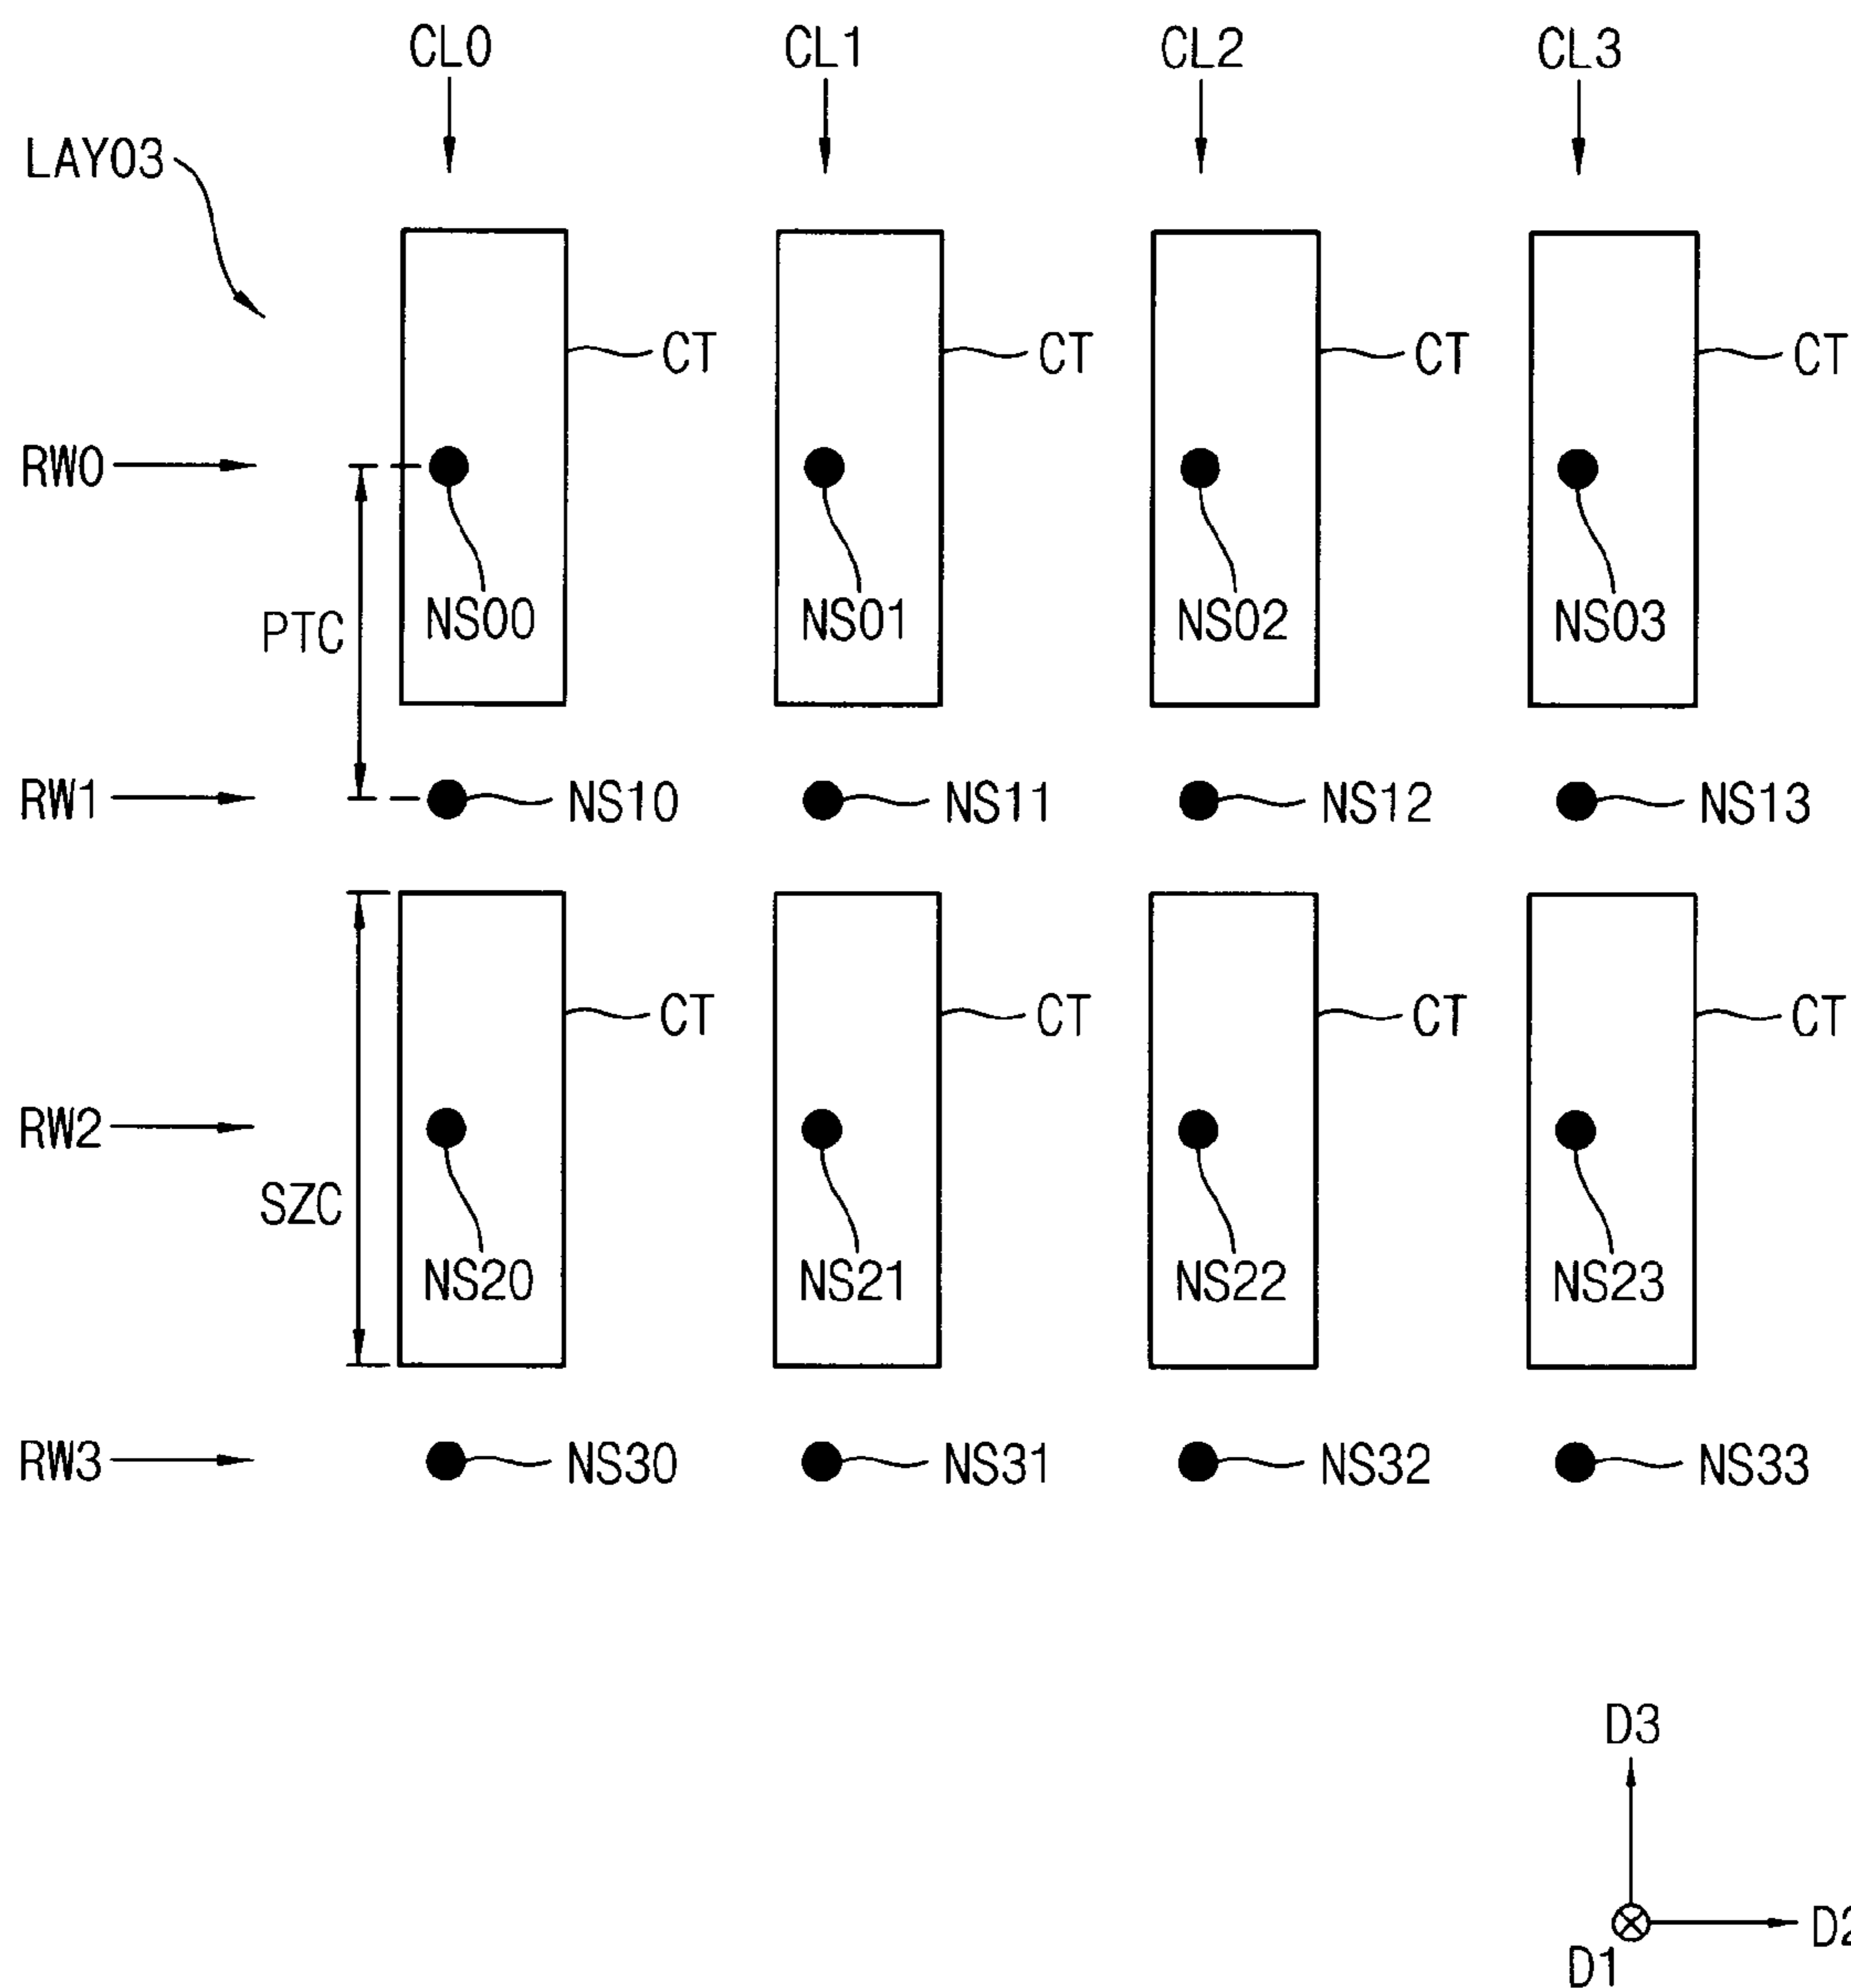 CL0 CL1 CL2 CL3
LAY03
CT CT CT CT
RW0
PTC NS00 NS01 NS02 NS03
RW1 NS10 NS11 NS12 NS13
CT CT CT CT
RW2
SZC
NS20 NS21 NS22 NS23
RW3 NS30 NS31 NS32 NS33
D3
D2
D1